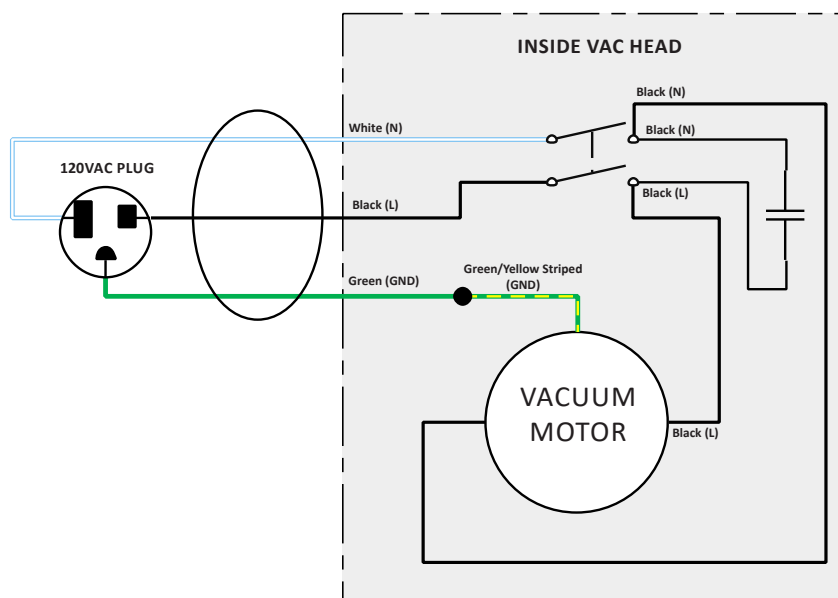 INSIDE VAC HEAD
Black (N)
White (N)
Black (N)
120VAC PLUG
Black (L)
Black (L)
Green/Yellow Striped
(GND)
Green (GND)
VACUUM
MOTOR
Black (L)